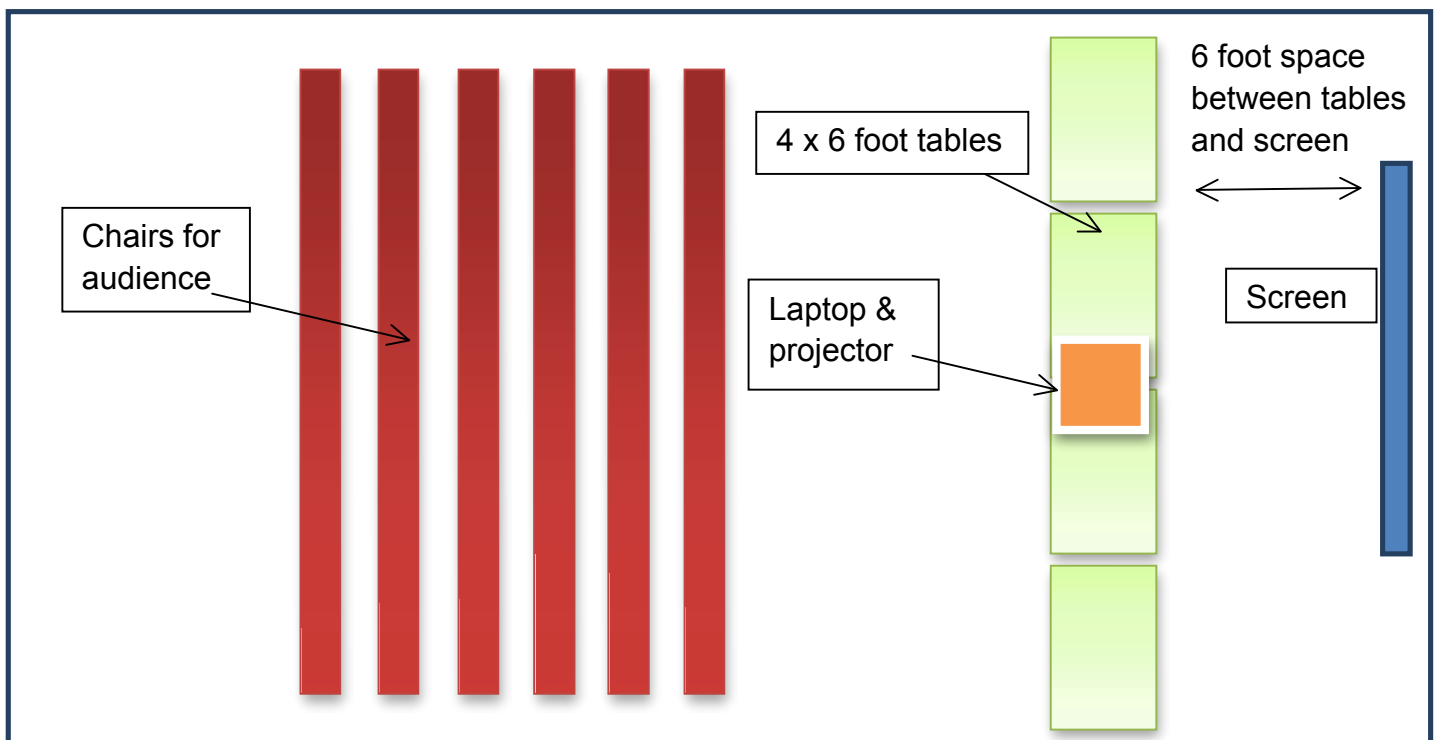 6 foot space
between tables
and screen
4 x 6 foot tables
Chairs for
audience
Laptop &
projector
Screen